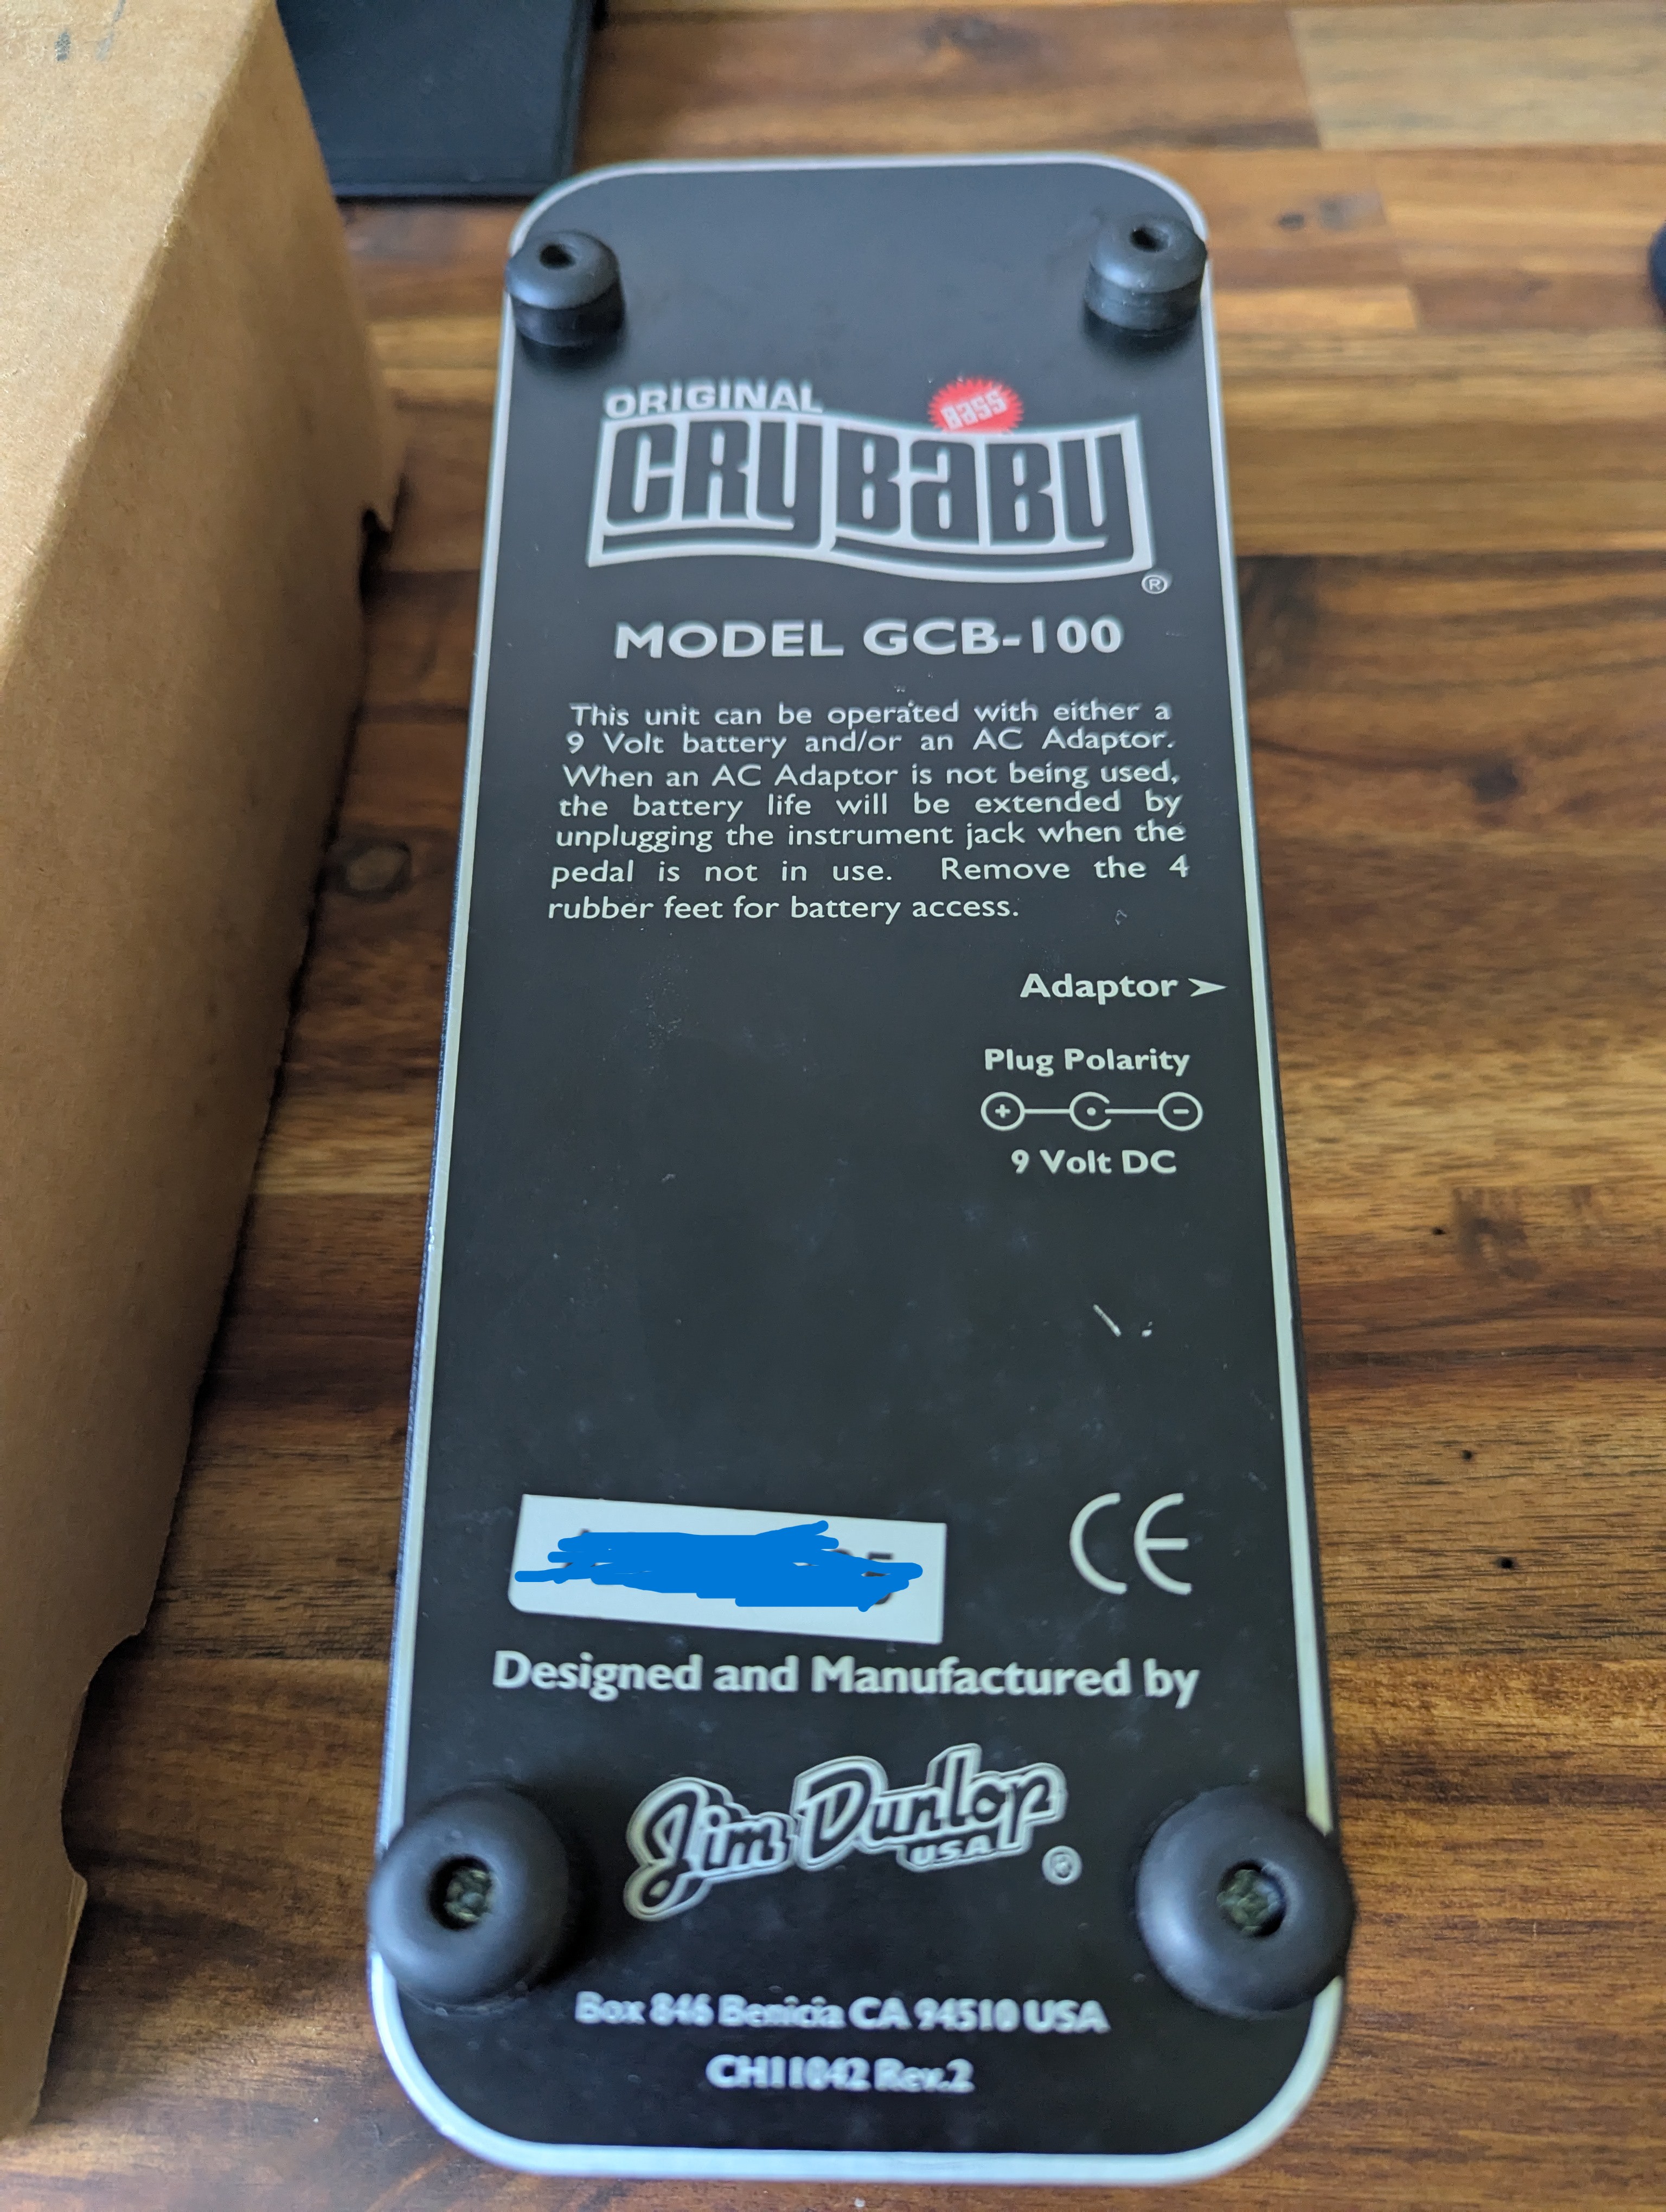 ORIGINAL
BASS
CRYBABY
®
MODEL GCB-100
This unit can be operated with either a
9 Volt battery and/or an AC Adaptor.
When an AC Adaptor is not being used,
the battery life will be extended by
unplugging the instrument jack when the
pedal is not in use. Remove the 4
rubber feet for battery access.
Adaptor ➤
Plug Polarity
+ -
9 Volt DC
CE
Designed and Manufactured by
Jim Dunlop
USA
®
Box 846 Benicia CA 94510 USA
CH11042 Rev.2